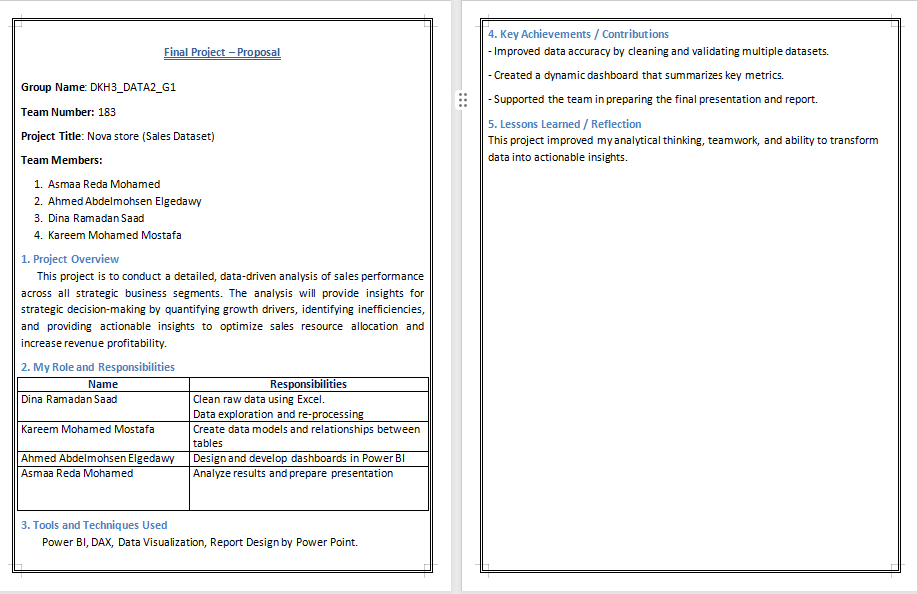 Final Project – Proposal
Group Name: DKH3_DATA2_G1
Team Number: 183
Project Title: Nova store (Sales Dataset)
Team Members:
1. Asmaa Reda Mohamed
2. Ahmed Abdelmohsen Elgedawy
3. Dina Ramadan Saad
4. Kareem Mohamed Mostafa
1. Project Overview
This project is to conduct a detailed, data-driven analysis of sales performance
across all strategic business segments. The analysis will provide insights for
strategic decision-making by quantifying growth drivers, identifying inefficiencies,
and providing actionable insights to optimize sales resource allocation and
increase revenue profitability.
2. My Role and Responsibilities
Name Responsibilities
Dina Ramadan Saad Clean raw data using Excel.
Data exploration and re-processing
Kareem Mohamed Mostafa Create data models and relationships between
tables
Ahmed Abdelmohsen Elgedawy Design and develop dashboards in Power BI
Asmaa Reda Mohamed Analyze results and prepare presentation
3. Tools and Techniques Used
Power BI, DAX, Data Visualization, Report Design by Power Point.
4. Key Achievements / Contributions
- Improved data accuracy by cleaning and validating multiple datasets.
- Created a dynamic dashboard that summarizes key metrics.
- Supported the team in preparing the final presentation and report.
5. Lessons Learned / Reflection
This project improved my analytical thinking, teamwork, and ability to transform
data into actionable insights.